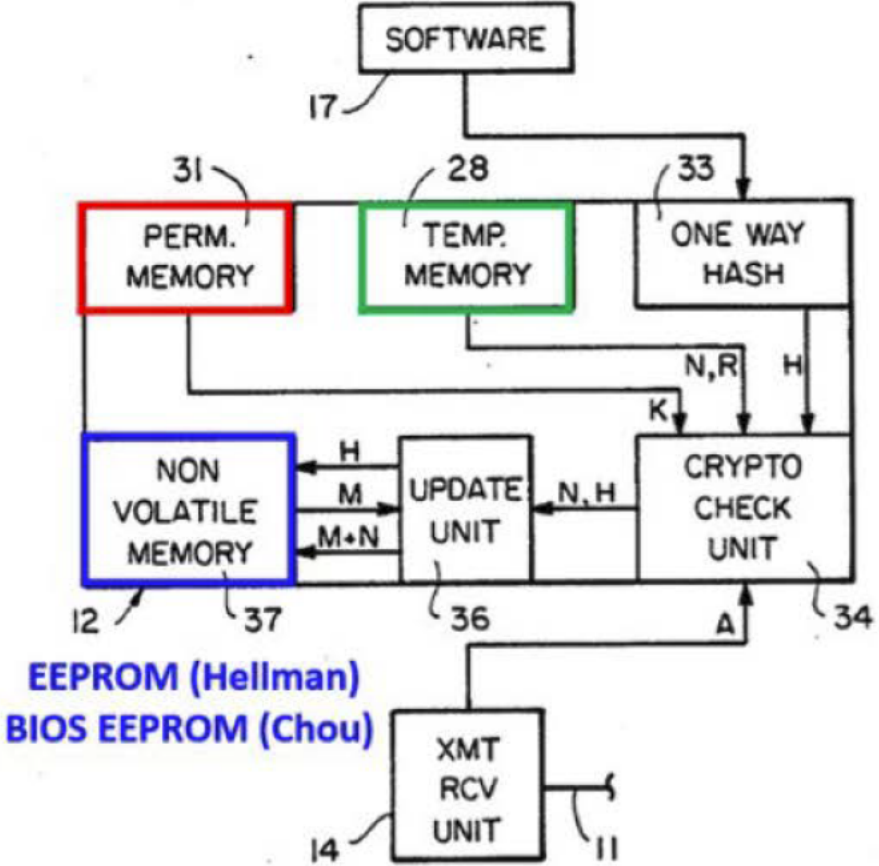 SOFTWARE
17
31
28
33
PERM.
MEMORY
TEMP.
MEMORY
ONE WAY
HASH
N,R
H
K
NON
VOLATILE
MEMORY
H
M
M+N
UPDATE
UNIT
N,H
CRYPTO
CHECK
UNIT
12
37
36
A
34
EEPROM (Hellman)
BIOS EEPROM (Chou)
XMT
RCV
UNIT
14
11